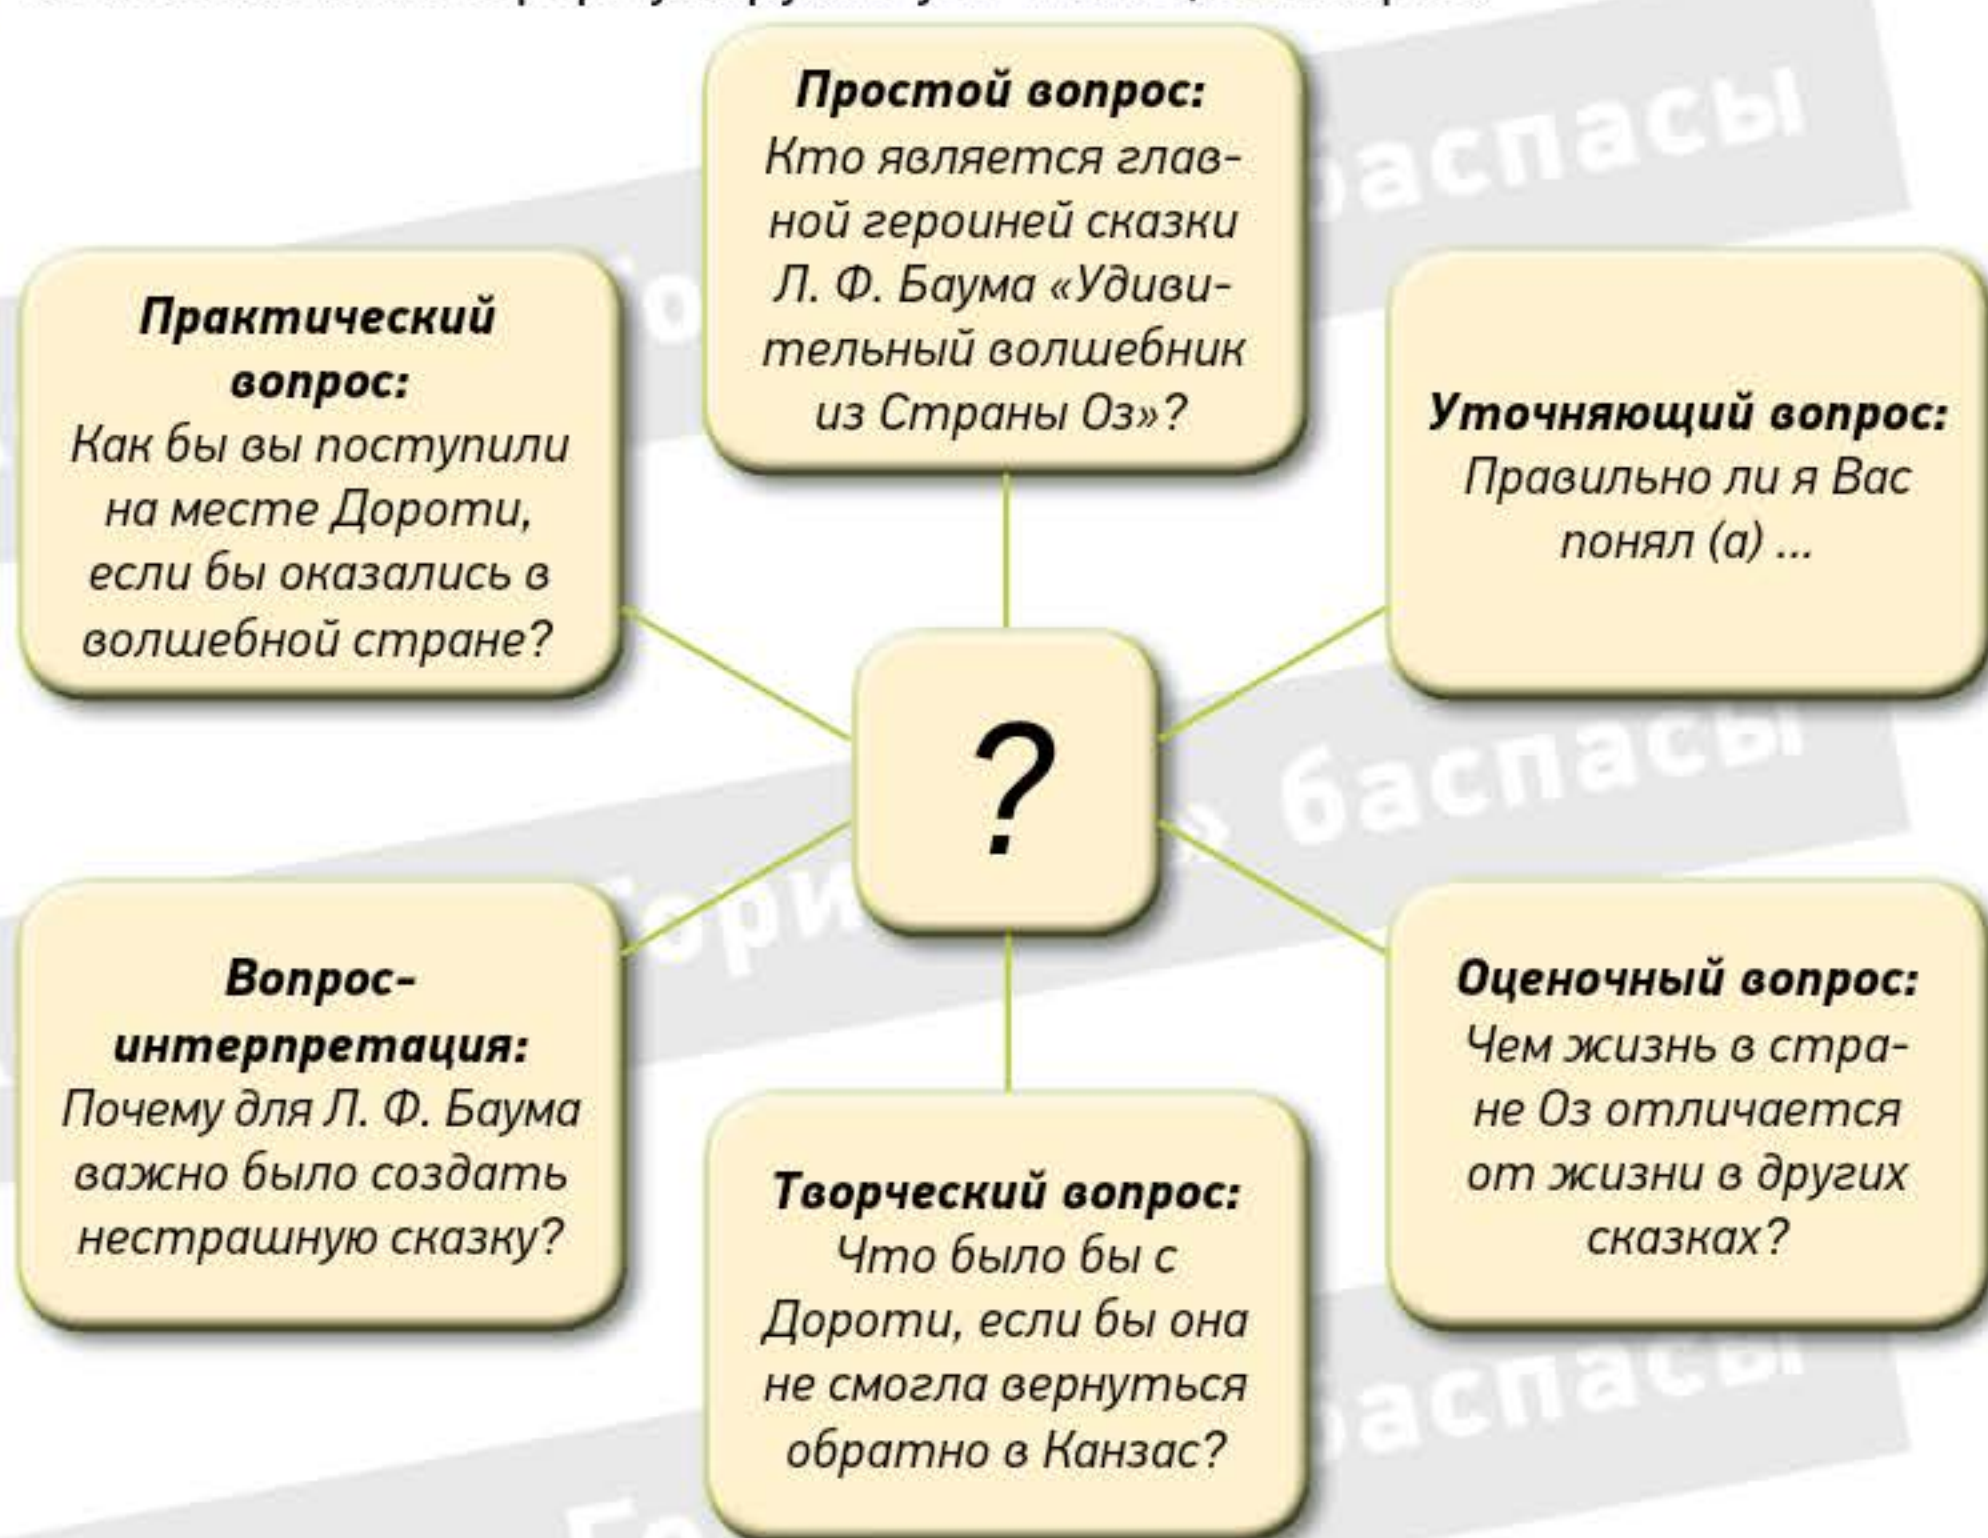 Простой вопрос:
Кто является глав-
ной героиней сказки
Л. Ф. Баума «Удиви-
тельный волшебник
из Страны Оз»?
Практический
вопрос:
Как бы вы поступили
на месте Дороти,
если бы оказались в
волшебной стране?
Уточняющий вопрос:
Правильно ли я Вас
понял (а) ...
?
Вопрос-
интерпретация:
Почему для Л. Ф. Баума
важно было создать
нестрашную сказку?
Творческий вопрос:
Что было бы с
Дороти, если бы она
не смогла вернуться
обратно в Канзас?
Оценочный вопрос:
Чем жизнь в стра-
не Оз отличается
от жизни в других
сказках?
баспасы
» баспасы
баспасы